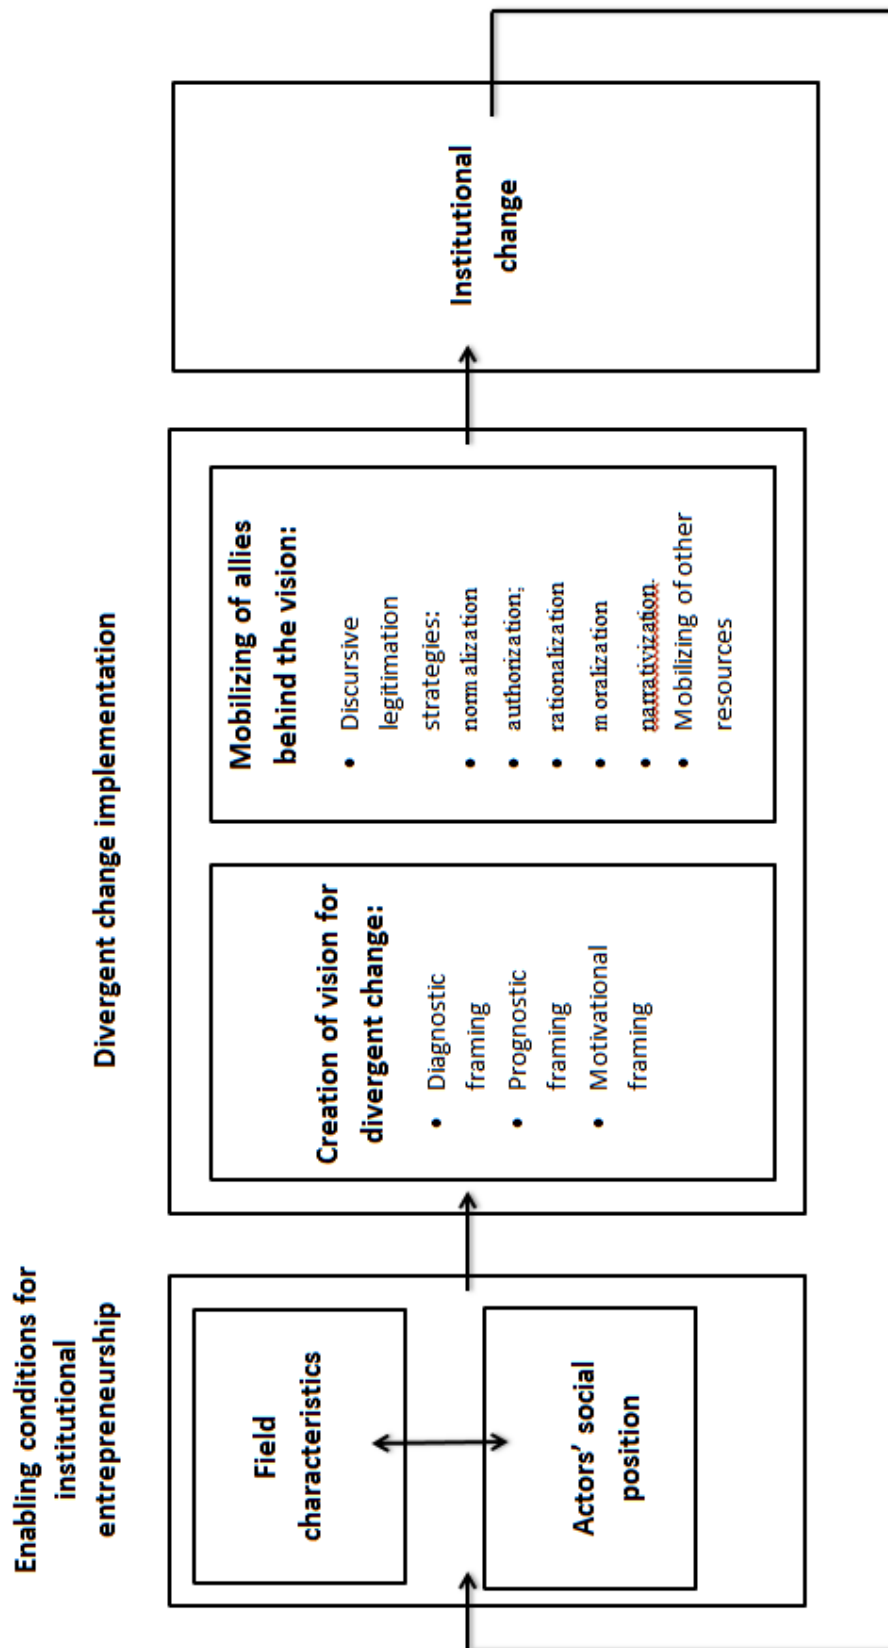 Enabling conditions for
institutional
entrepreneurship
Field
characteristics
Actors’ social
position
Divergent change implementation
Creation of vision for
divergent change:
• Diagnostic
framing
• Prognostic
framing
• Motivational
framing
Mobilizing of allies
behind the vision:
• Discursive
legitimation
strategies:
• normalization
• authorization;
• rationalization
• moralization
• narrativization.
• Mobilizing of other
resources
Institutional
change